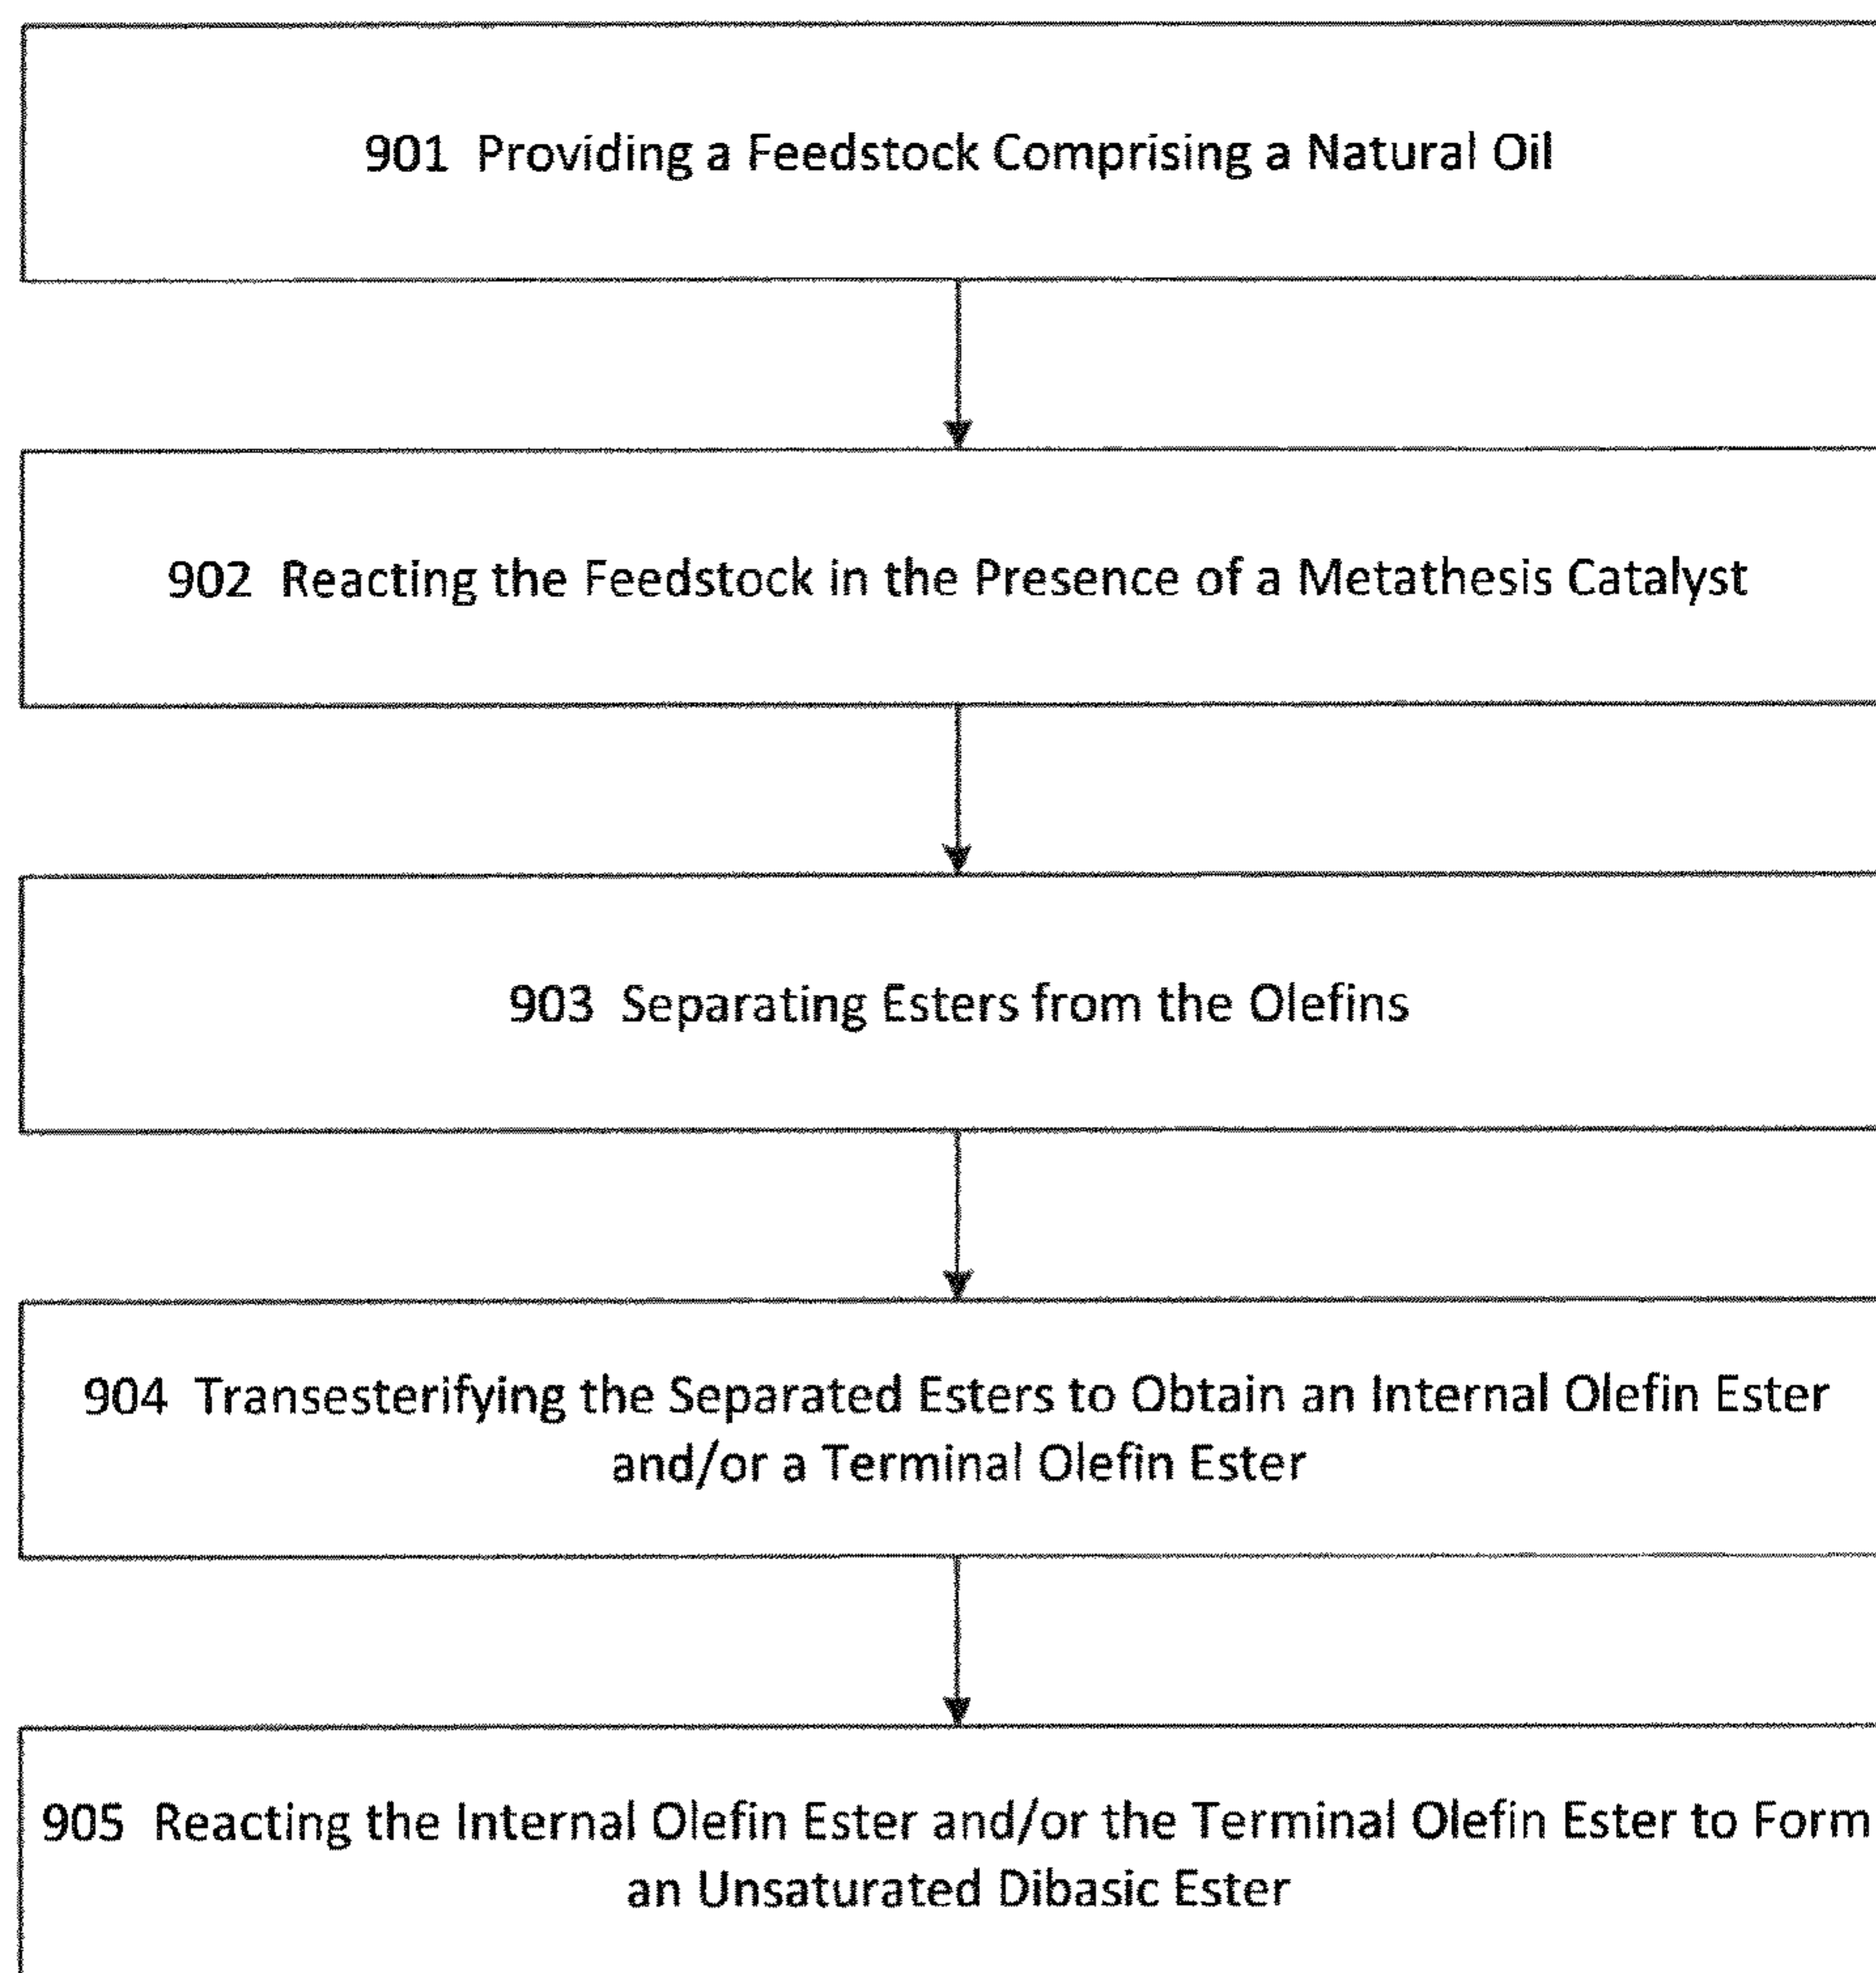 901 Providing a Feedstock Comprising a Natural Oil
902 Reacting the Feedstock in the Presence of a Metathesis Catalyst
903 Separating Esters from the Olefins
904 Transesterifying the Separated Esters to Obtain an Internal Olefin Ester
and/or a Terminal Olefin Ester
905 Reacting the Internal Olefin Ester and/or the Terminal Olefin Ester to Form
an Unsaturated Dibasic Ester